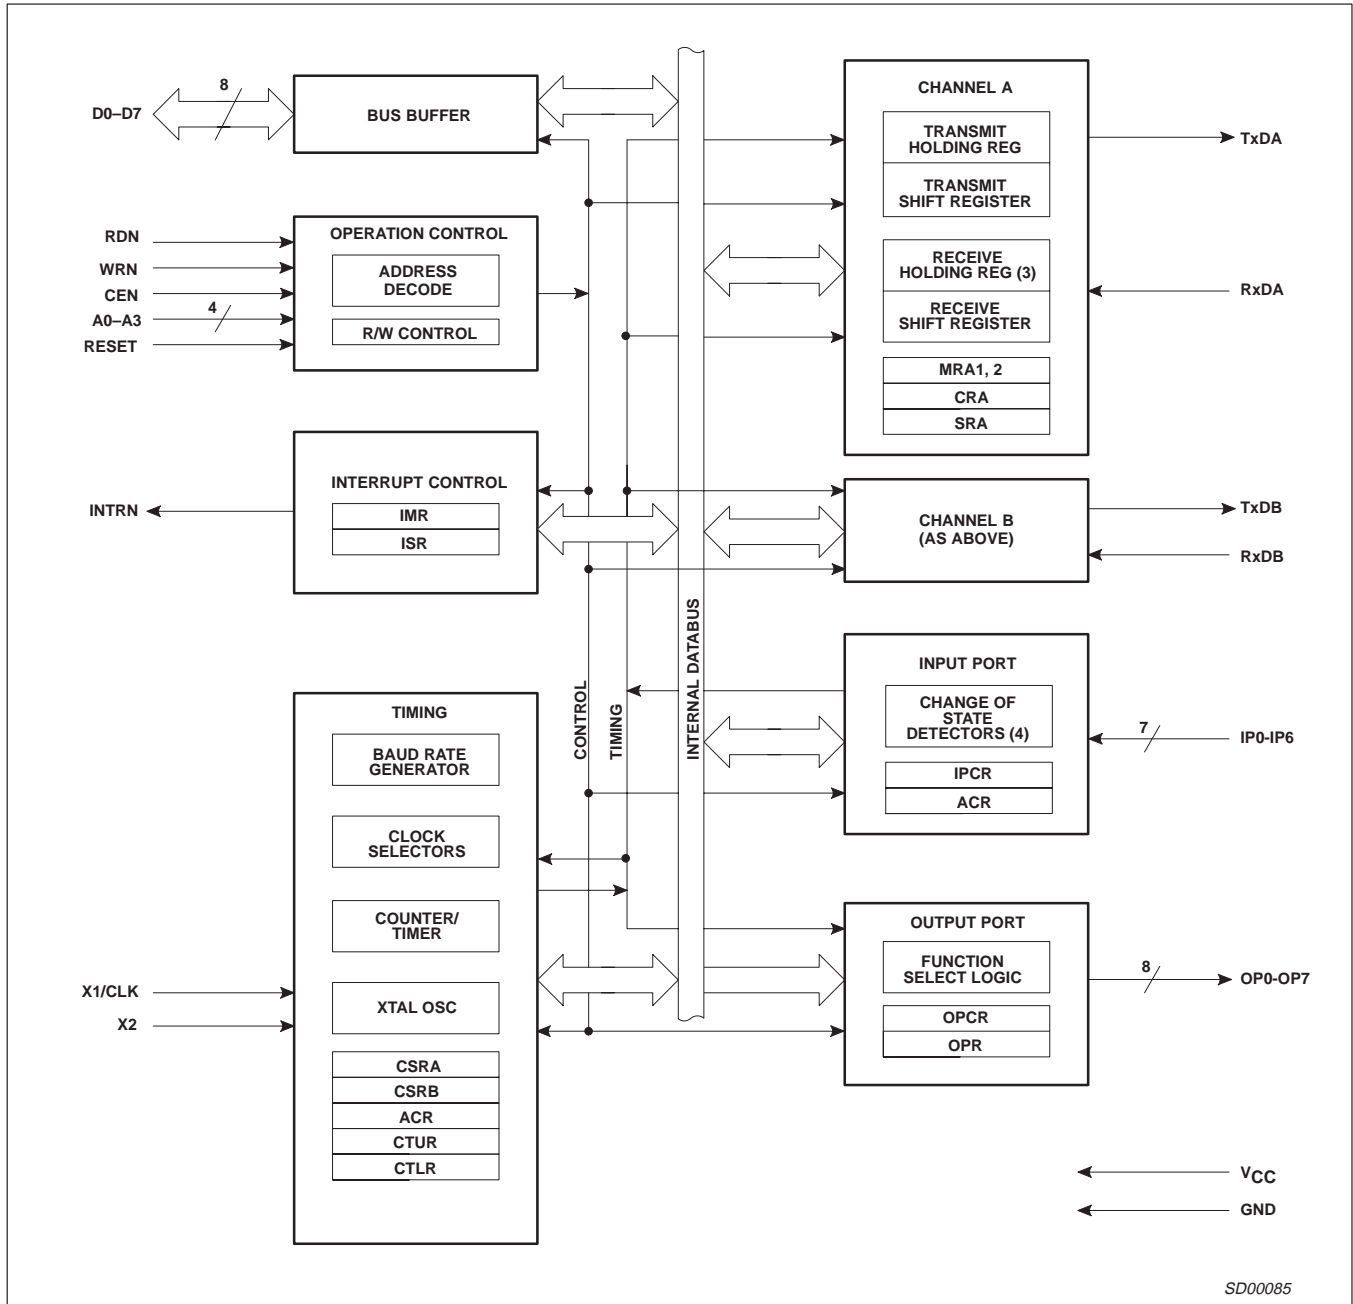 D0–D7
8
BUS BUFFER
RDN
WRN
CEN
A0–A3
4
RESET
OPERATION CONTROL
ADDRESS
DECODE
R/W CONTROL
INTRN
INTERRUPT CONTROL
IMR
ISR
TIMING
BAUD RATE
GENERATOR
CLOCK
SELECTORS
COUNTER/
TIMER
X1/CLK
X2
XTAL OSC
CSRA
CSRB
ACR
CTUR
CTLR
CONTROL
TIMING
INTERNAL DATABUS
CHANNEL A
TRANSMIT
HOLDING REG
TRANSMIT
SHIFT REGISTER
RECEIVE
HOLDING REG (3)
RECEIVE
SHIFT REGISTER
MRA1, 2
CRA
SRA
TxDA
RxDA
CHANNEL B
(AS ABOVE)
TxDB
RxDB
INPUT PORT
CHANGE OF
STATE
DETECTORS (4)
IPCR
ACR
7
IP0-IP6
OUTPUT PORT
FUNCTION
SELECT LOGIC
OPCR
OPR
8
OP0-OP7
VCC
GND
SD00085